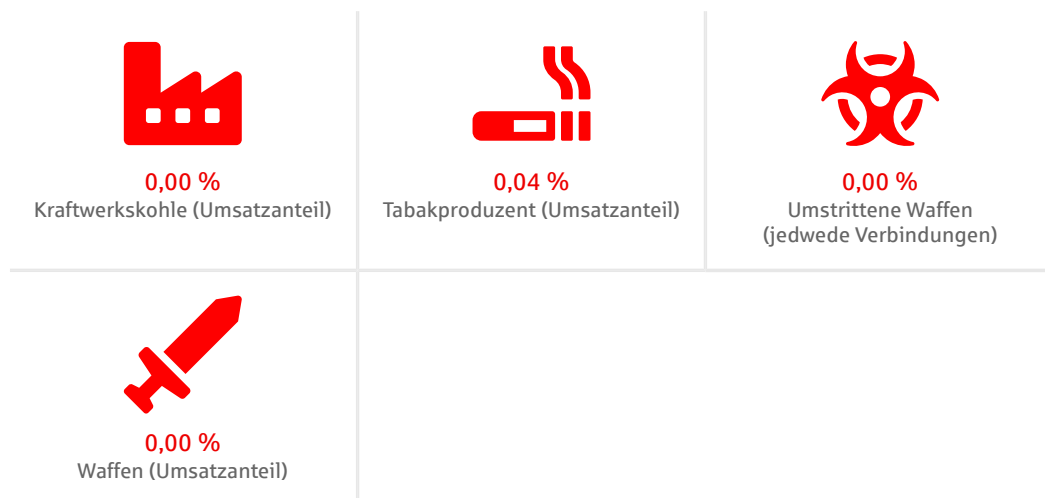 0,00 %
Kraftwerkskohle (Umsatzanteil)
0,04 %
Tabakproduzent (Umsatzanteil)
0,00 %
Umstrittene Waffen
(jedwede Verbindungen)
0,00 %
Waffen (Umsatzanteil)